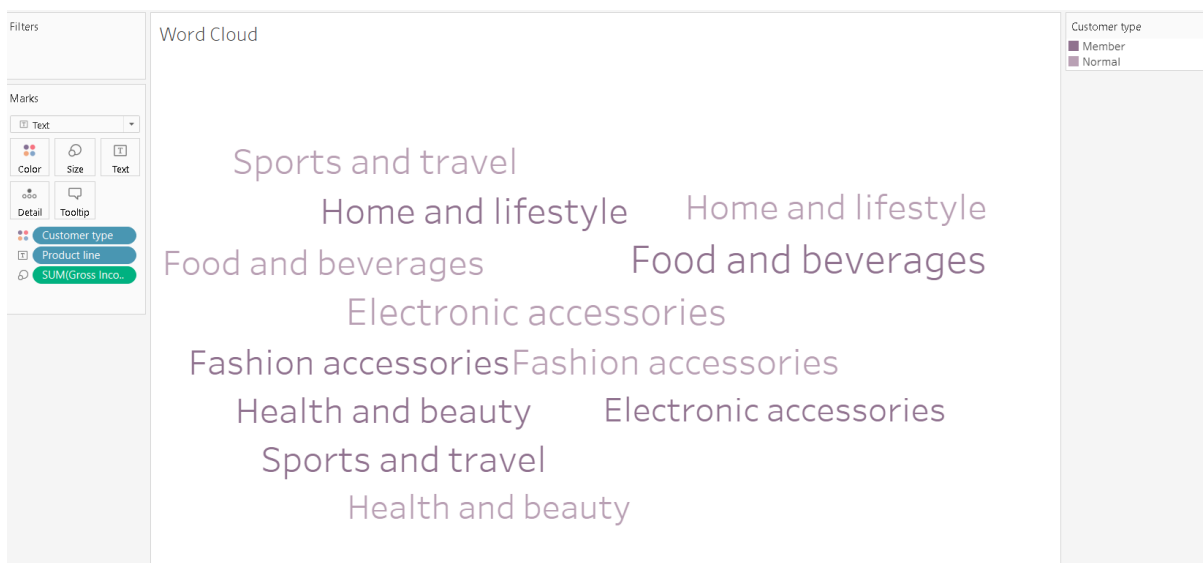 Filters
Marks
Text
Color Size Text
Detail Tooltip
Customer type
Product line
SUM(Gross Inco..
Word Cloud
Sports and travel
Home and lifestyle Home and lifestyle
Food and beverages Food and beverages
Electronic accessories
Fashion accessories Fashion accessories
Health and beauty Electronic accessories
Sports and travel
Health and beauty
Customer type
Member
Normal